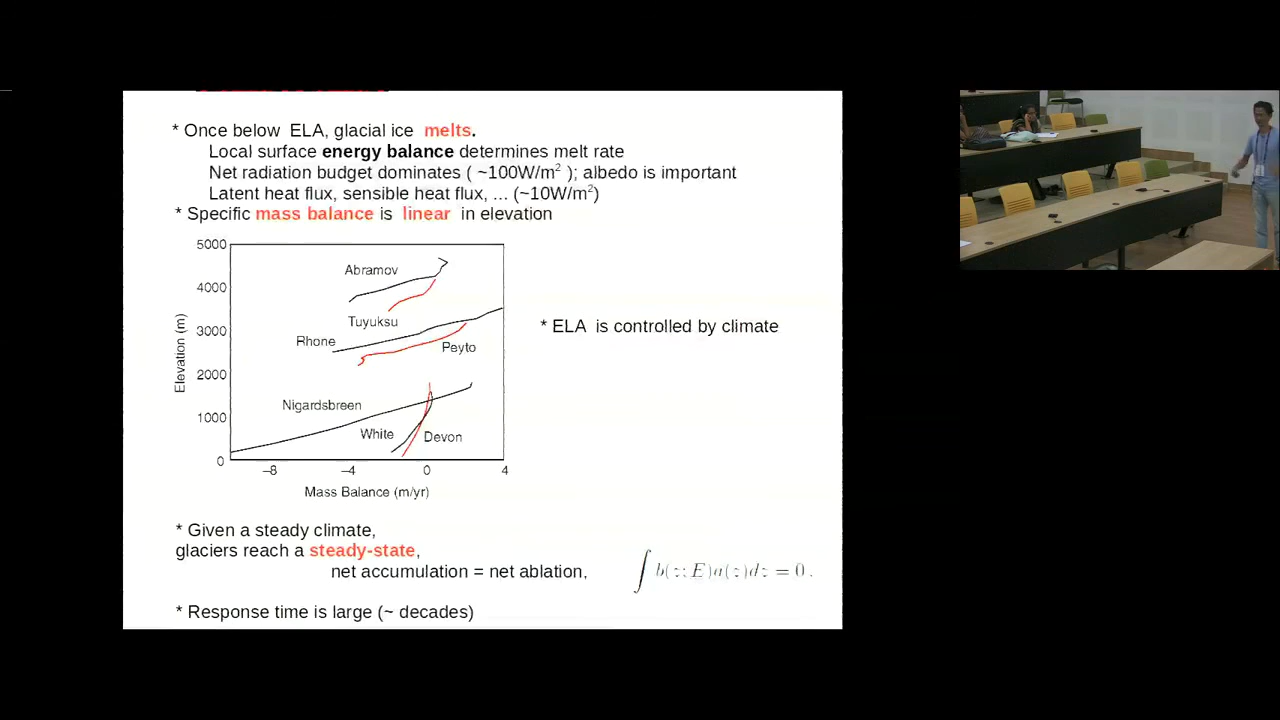 * Once below ELA, glacial ice melts.
Local surface energy balance determines melt rate
Net radiation budget dominates ( ~100W/m² ); albedo is important
Latent heat flux, sensible heat flux, ... (~10W/m²)
* Specific mass balance is linear in elevation
5000
4000
3000
2000
1000
0
Elevation (m)
Abramov
Tuyuksu
Rhone
Peyto
Nigardsbreen
White
Devon
−8 −4 0 4
Mass Balance (m/yr)
* ELA is controlled by climate
* Given a steady climate,
glaciers reach a steady-state,
net accumulation = net ablation,
∫ b(z; E)a(z)dz = 0 .
* Response time is large (~ decades)